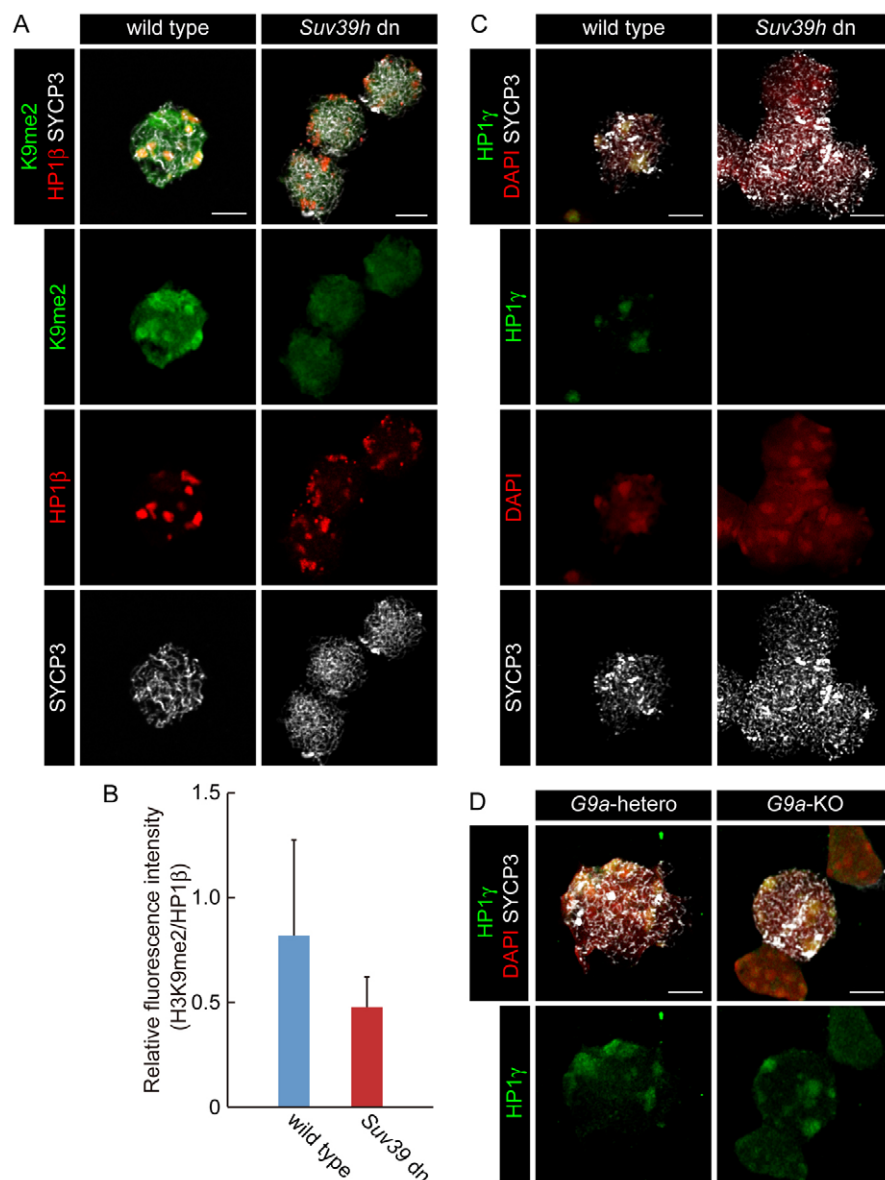 A
wild type
Suv39h dn
K9me2
HP1β SYCP3
K9me2
HP1β
SYCP3
B
1.5
1.0
0.5
0
Relative fluorescence intensity
(H3K9me2/HP1β)
wild type
Suv39 dn
C
wild type
Suv39h dn
HP1γ
DAPI SYCP3
HP1γ
DAPI
SYCP3
D
G9a-hetero
G9a-KO
HP1γ
DAPI SYCP3
HP1γ